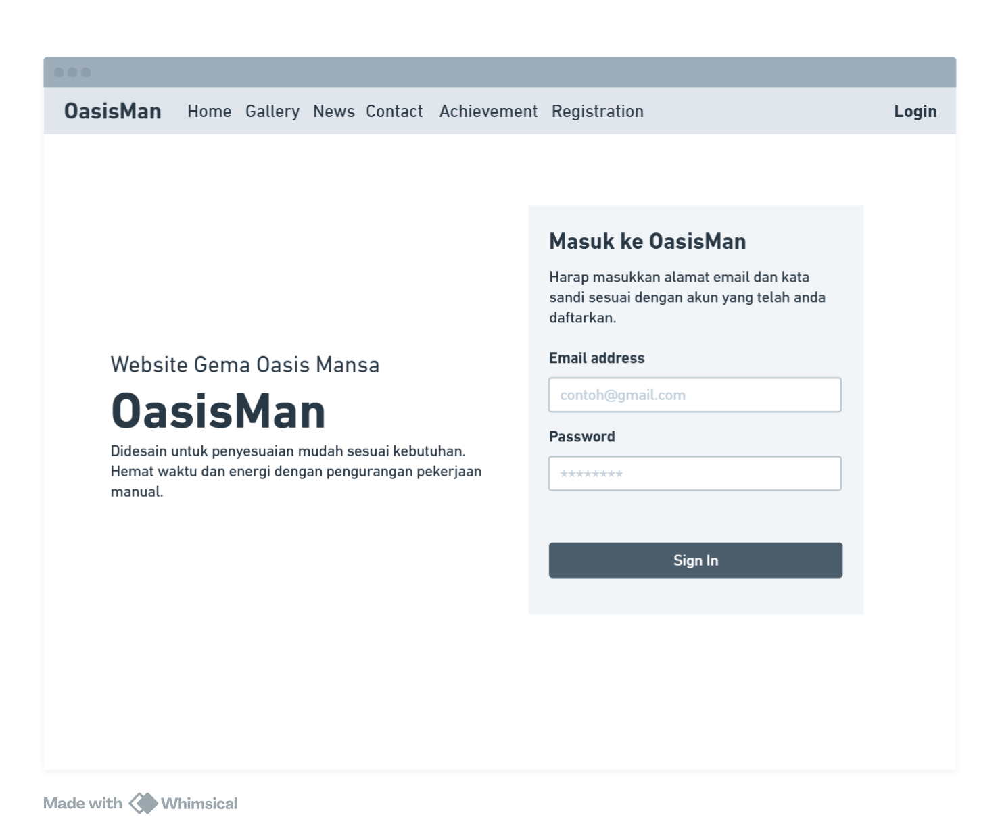 OasisMan Home Gallery News Contact Achievement Registration Login
Website Gema Oasis Mansa
OasisMan
Didesain untuk penyesuaian mudah sesuai kebutuhan.
Hemat waktu dan energi dengan pengurangan pekerjaan
manual.
Masuk ke OasisMan
Harap masukkan alamat email dan kata
sandi sesuai dengan akun yang telah anda
daftarkan.
Email address
contoh@gmail.com
Password
********
Sign In
Made with Whimsical